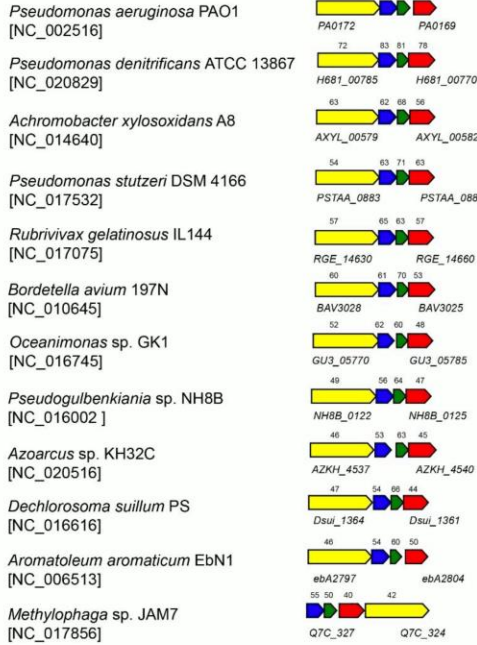 Pseudomonas aeruginosa PAO1
[NC_002516]
PA0172 PA0169
Pseudomonas denitrificans ATCC 13867
[NC_020829]
72 83 81 78
H681_00785 H681_00770
Achromobacter xylosoxidans A8
[NC_014640]
63 62 68 56
AXYL_00579 AXYL_00582
Pseudomonas stutzeri DSM 4166
[NC_017532]
54 63 71 63
PSTAA_0883
Rubrivivax gelatinosus IL144
[NC_017075]
57 65 63 57
RGE_14630 RGE_14660
Bordetella avium 197N
[NC_010645]
60 61 70 53
BAV3028 BAV3025
Oceanimonas sp. GK1
[NC_016745]
52 62 60 48
GU3_05770 GU3_05785
Pseudogulbenkiania sp. NH8B
[NC_016002 ]
49 56 64 47
NH8B_0122 NH8B_0125
Azoarcus sp. KH32C
[NC_020516]
46 53 63 45
AZKH_4537 AZKH_4540
Dechlorosoma suillum PS
[NC_016616]
47 54 66 44
Dsui_1364 Dsui_1361
Aromatoleum aromaticum EbN1
[NC_006513]
46 54 60 50
ebA2797 ebA2804
Methylophaga sp. JAM7
[NC_017856]
55 50 40 42
Q7C_327 Q7C_324